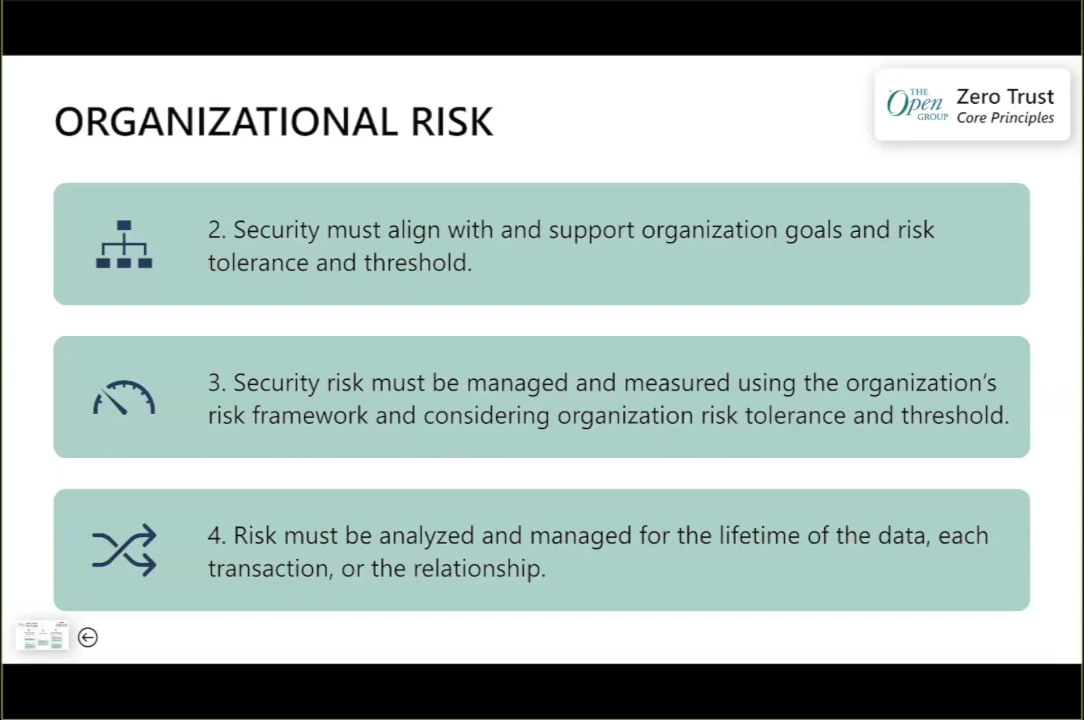 ORGANIZATIONAL RISK
THE
Open
GROUP
Zero Trust
Core Principles
2. Security must align with and support organization goals and risk
tolerance and threshold.
3. Security risk must be managed and measured using the organization’s
risk framework and considering organization risk tolerance and threshold.
4. Risk must be analyzed and managed for the lifetime of the data, each
transaction, or the relationship.